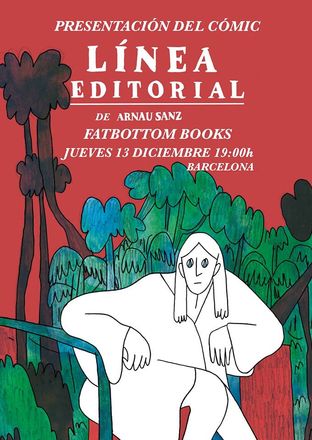 PRESENTACIÓN DEL CÓMIC
LÍNEA
EDITORIAL
DE ARNAU SANZ
FATBOTTOM BOOKS
JUEVES 13 DICIEMBRE 19:00h
BARCELONA